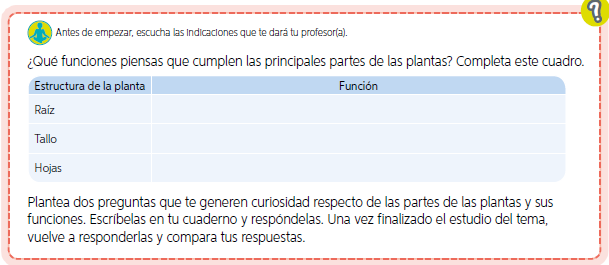 ?
Antes de empezar, escucha las indicaciones que te dará tu profesor(a).
¿Qué funciones piensas que cumplen las principales partes de las plantas? Completa este cuadro.
Estructura de la planta Función
Raíz
Tallo
Hojas
Plantea dos preguntas que te generen curiosidad respecto de las partes de las plantas y sus
funciones. Escríbelas en tu cuaderno y respóndelas. Una vez finalizado el estudio del tema,
vuelve a responderlas y compara tus respuestas.